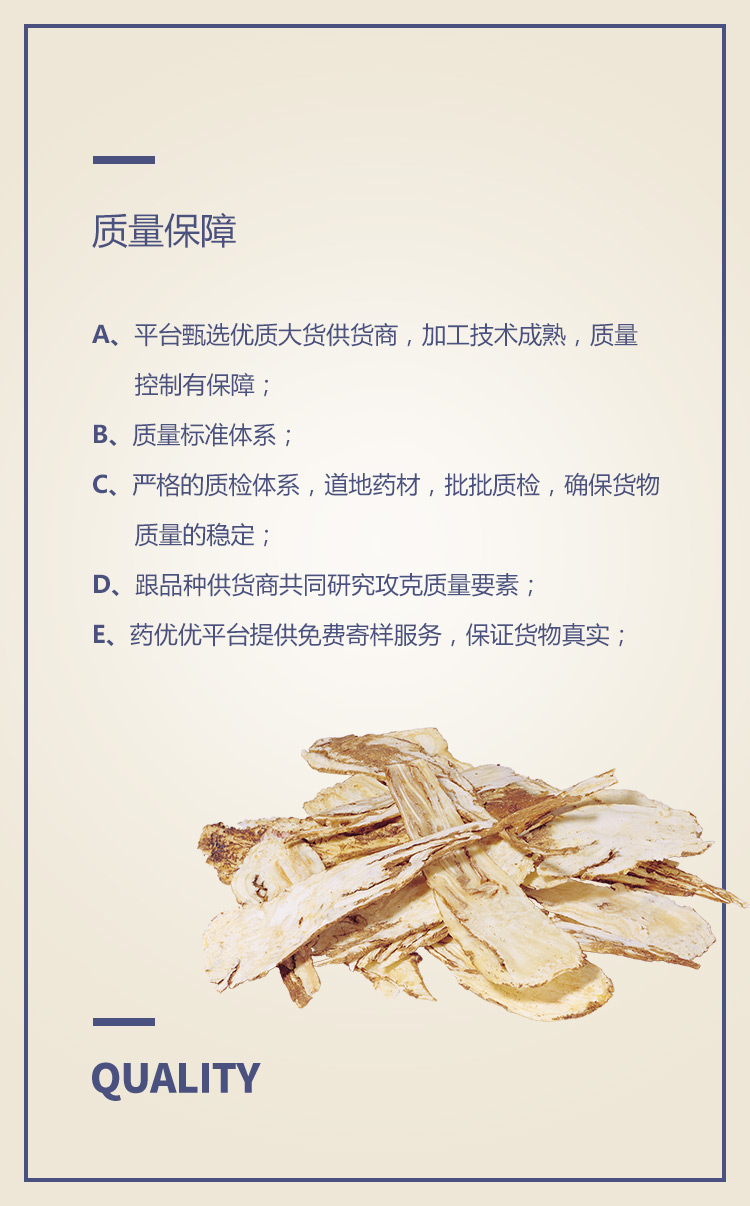 质量保障
A、平台甄选优质大货供货商，加工技术成熟，质量
控制有保障；
B、质量标准体系；
C、严格的质检体系，道地药材，批批质检，确保货物
质量的稳定；
D、跟品种供货商共同研究攻克质量要素；
E、药优优平台提供免费寄样服务，保证货物真实；
QUALITY